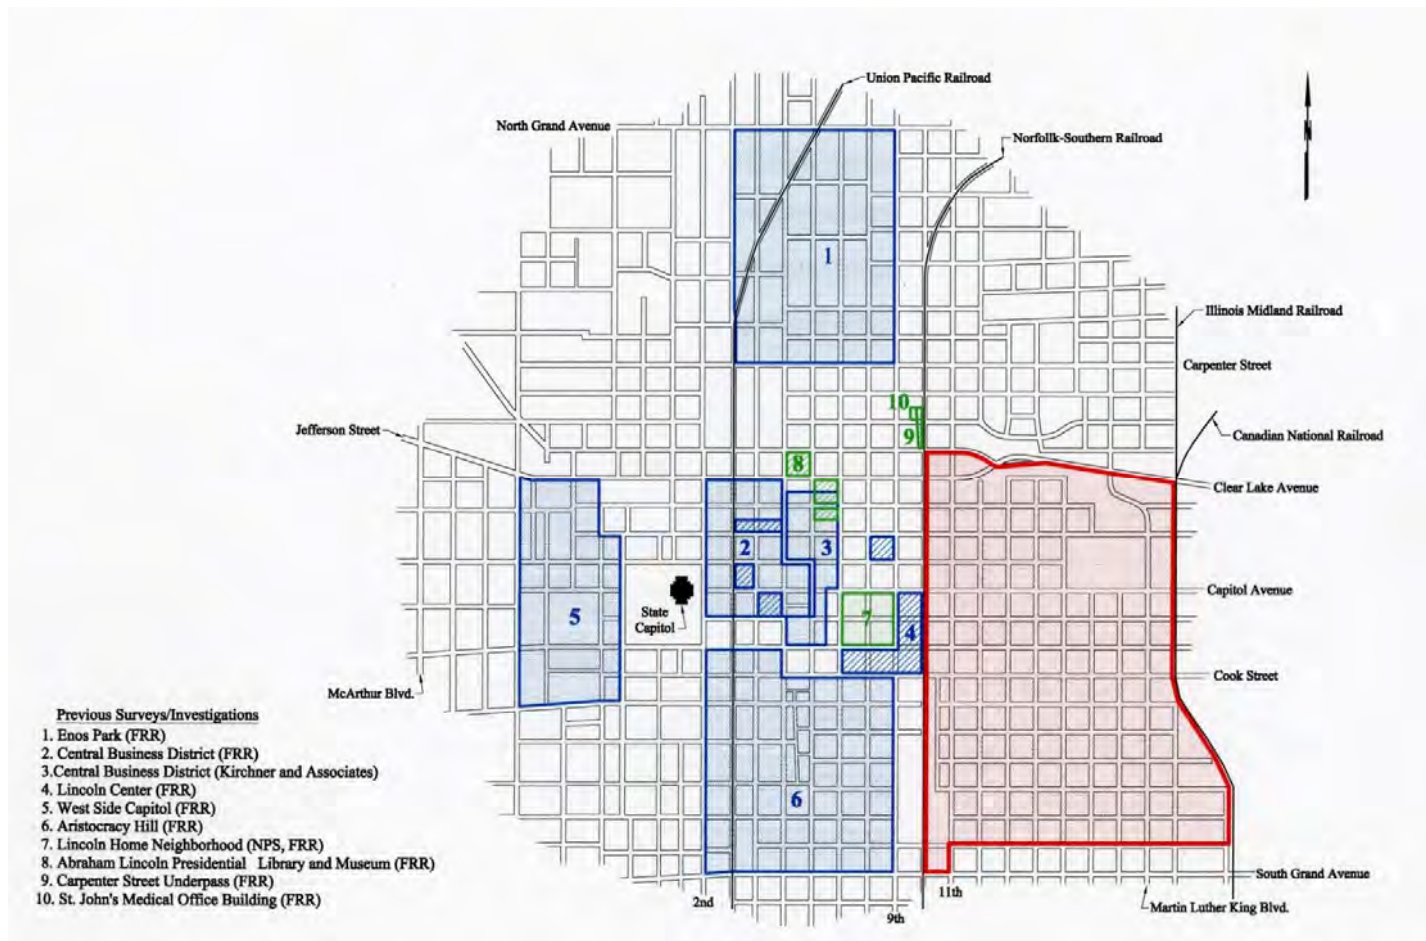 Union Pacific Railroad
North Grand Avenue
Norfollk-Southern Railroad
N
1
Illinois Midland Railroad
Carpenter Street
10
Jefferson Street
9
Canadian National Railroad
8
Clear Lake Avenue
2
3
Capitol Avenue
5
State
Capitol
7
4
Cook Street
McArthur Blvd.
6
Previous Surveys/Investigations
1. Enos Park (FRR)
2. Central Business District (FRR)
3.Central Business District (Kirchner and Associates)
4. Lincoln Center (FRR)
5. West Side Capitol (FRR)
6. Aristocracy Hill (FRR)
7. Lincoln Home Neighborhood (NPS, FRR)
8. Abraham Lincoln Presidential Library and Museum (FRR)
9. Carpenter Street Underpass (FRR)
10. St. John's Medical Office Building (FRR)
South Grand Avenue
11th
2nd
Martin Luther King Blvd.
9th